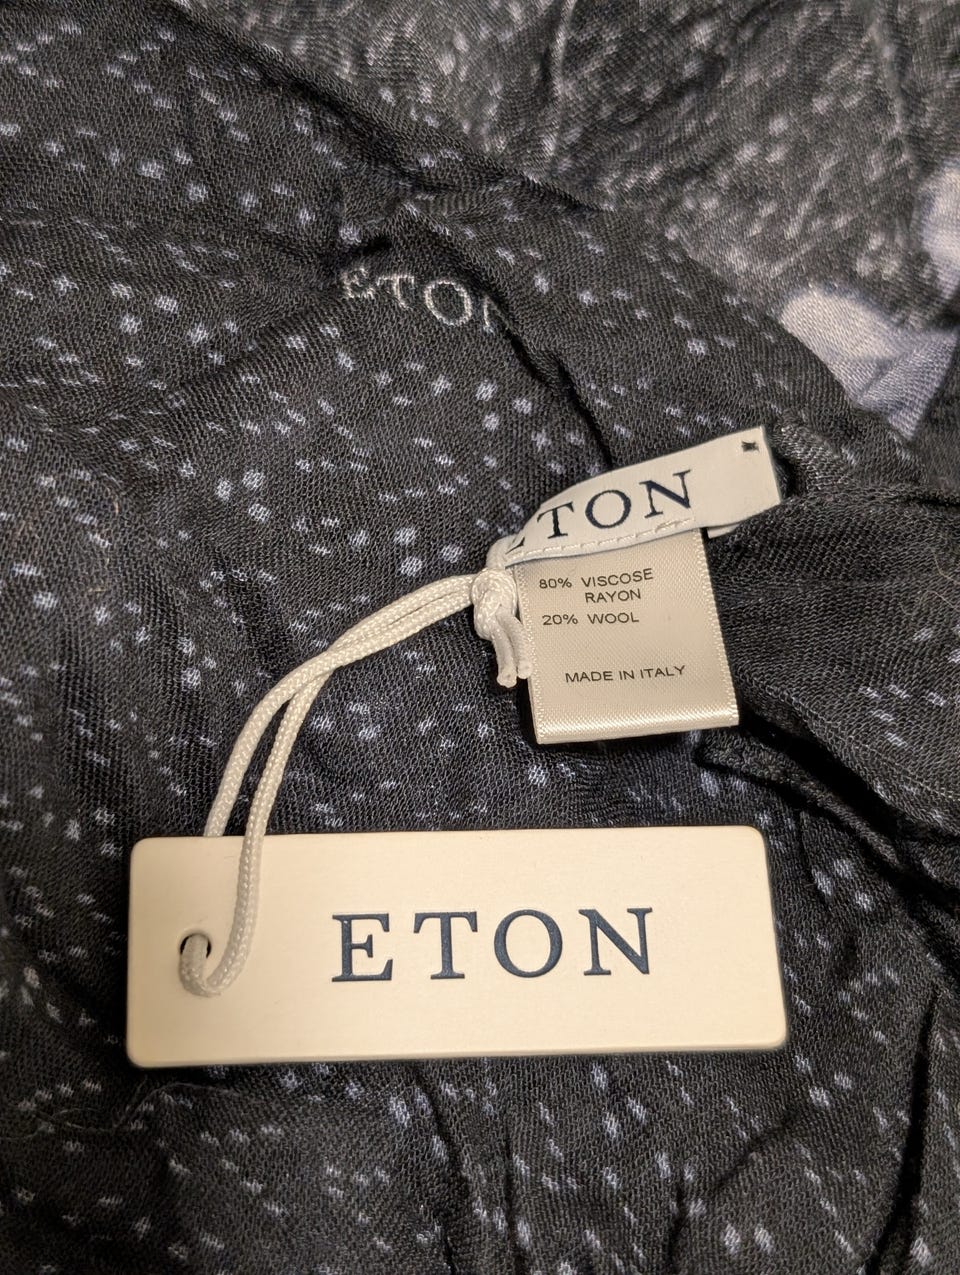 ETON
ETON
80% VISCOSE
RAYON
20% WOOL
MADE IN ITALY
ETON